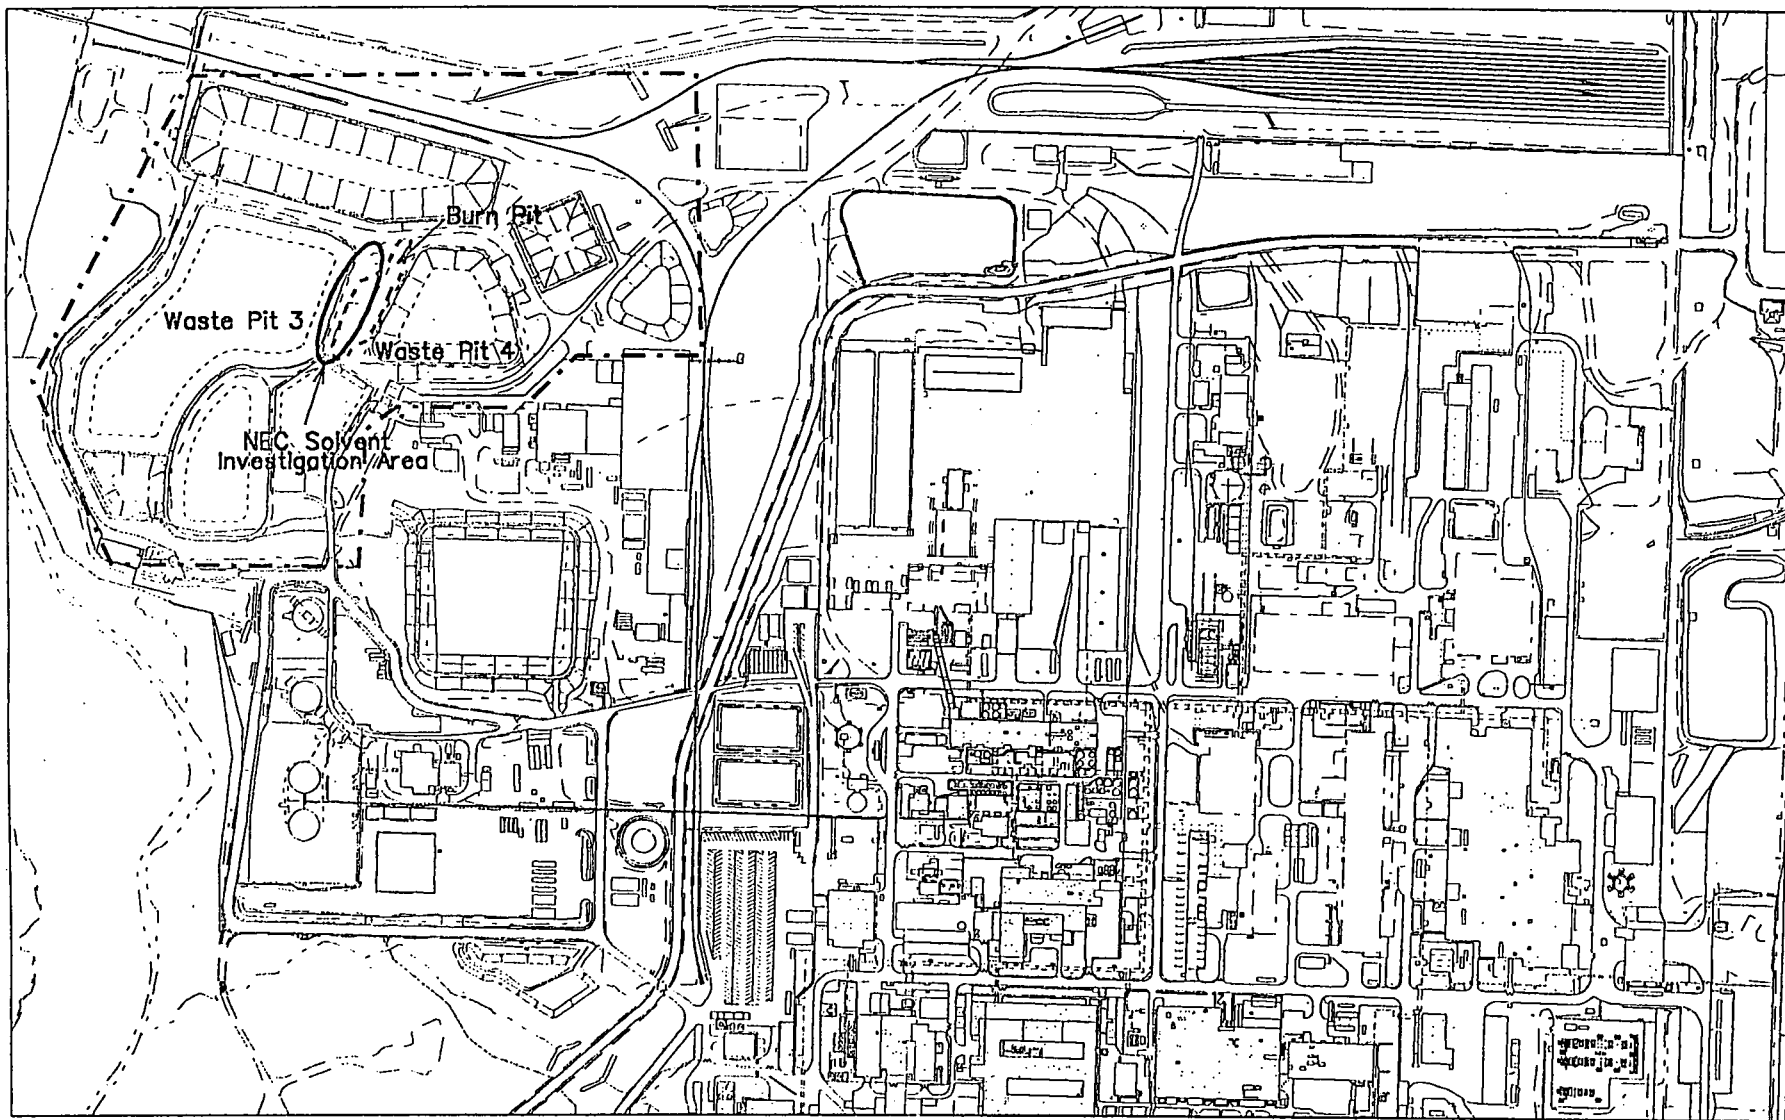 Burn Pit
Waste Pit 3
Waste Pit 4
NEC Solvent
Investigation Area